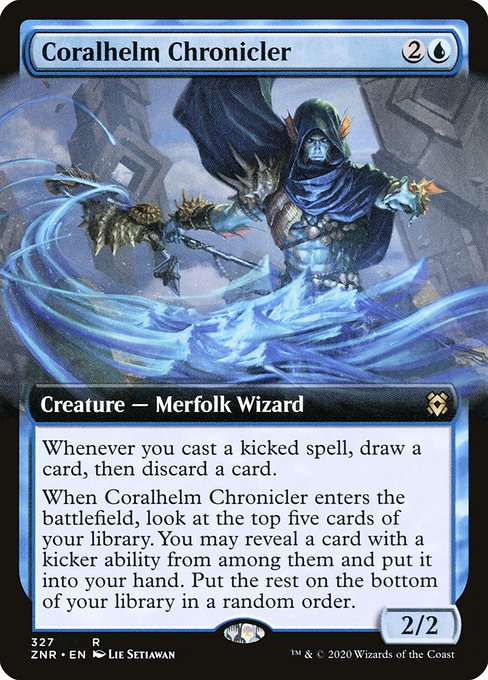 Coralhelm Chronicler 2
Creature — Merfolk Wizard
Whenever you cast a kicked spell, draw a
card, then discard a card.
When Coralhelm Chronicler enters the
battlefield, look at the top five cards of
your library. You may reveal a card with a
kicker ability from among them and put it
into your hand. Put the rest on the bottom
of your library in a random order.
2/2
327 R
ZNR • EN Lie Setiawan
™ & © 2020 Wizards of the Coast